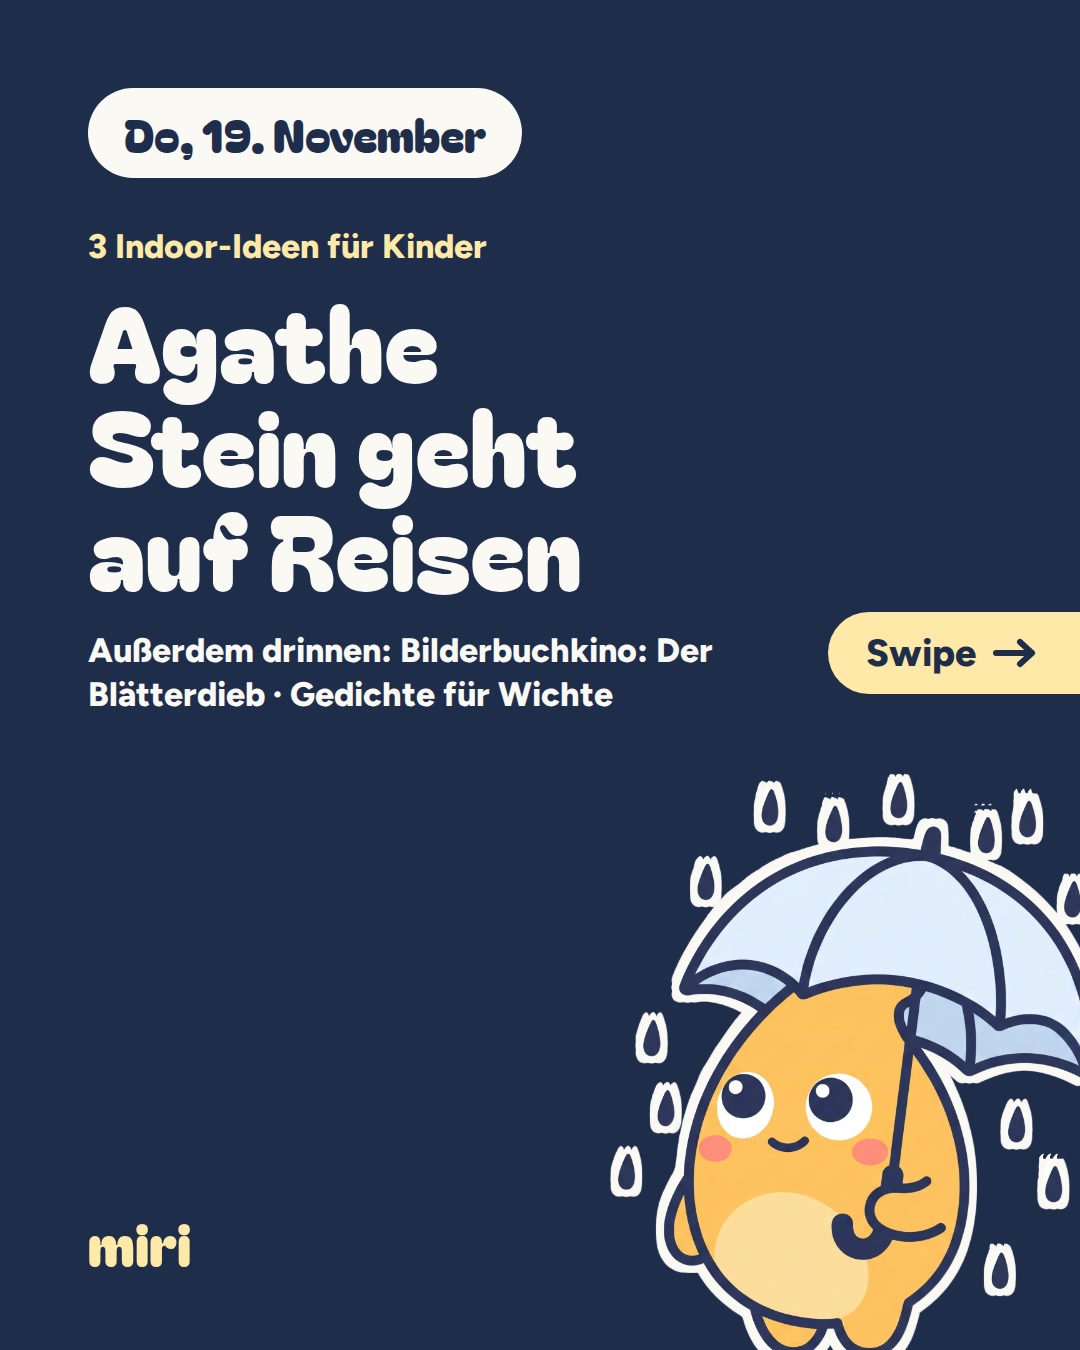 Do, 19. November
3 Indoor-Ideen für Kinder
Agathe
Stein geht
auf Reisen
Außerdem drinnen: Bilderbuchkino: Der
Blätterdieb · Gedichte für Wichte
Swipe →
miri